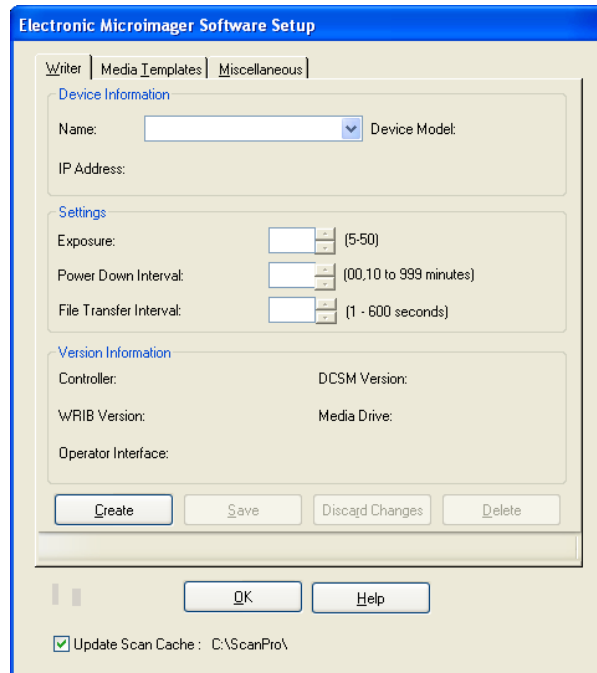 Electronic Microimager Software Setup
Writer Media Templates Miscellaneous
Device Information
Name: Device Model:
IP Address:
Settings
Exposure: (5-50)
Power Down Interval: (00,10 to 999 minutes)
File Transfer Interval: (1 - 600 seconds)
Version Information
Controller: DCSM Version:
WRIB Version: Media Drive:
Operator Interface:
Create Save Discard Changes Delete
OK Help
Update Scan Cache : C:\ScanPro\